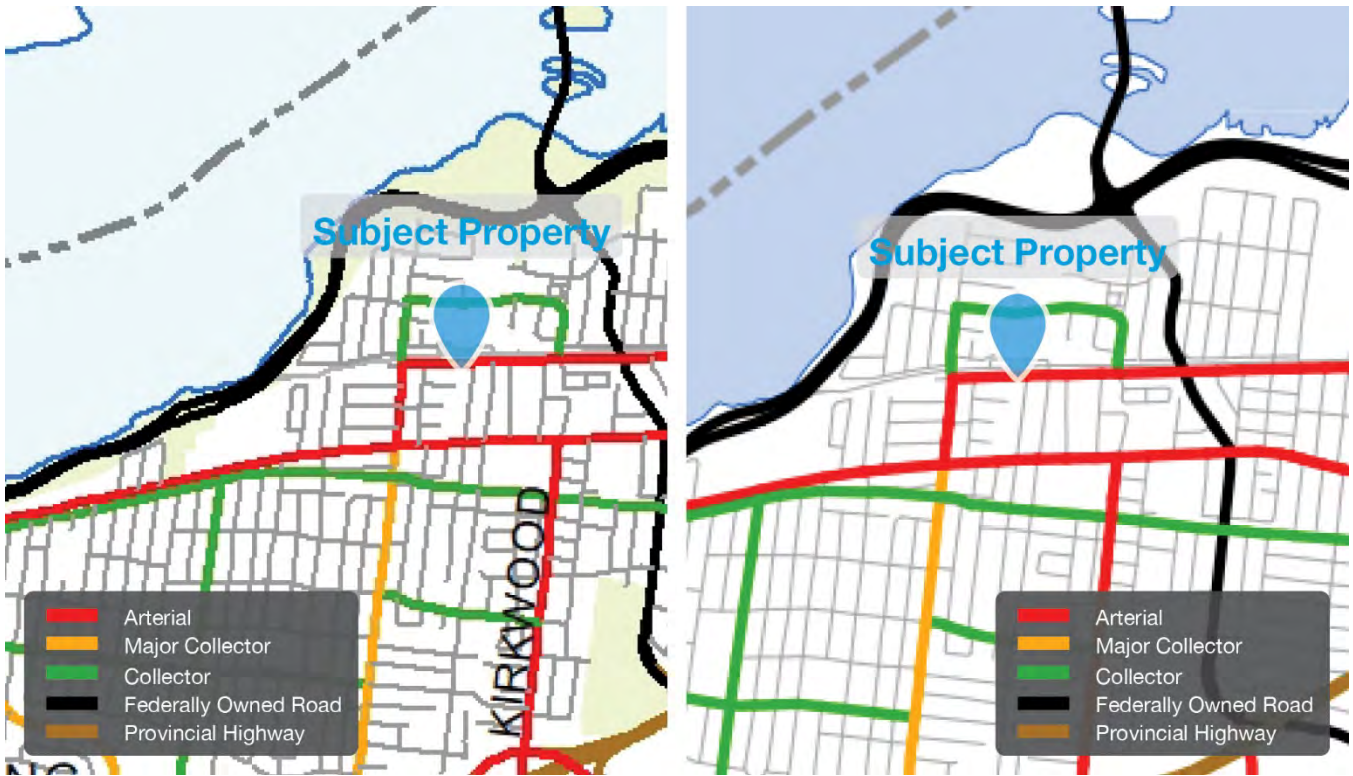 Subject Property
KIRKWOOD
Arterial
Major Collector
Collector
Federally Owned Road
Provincial Highway
Subject Property
Arterial
Major Collector
Collector
Federally Owned Road
Provincial Highway